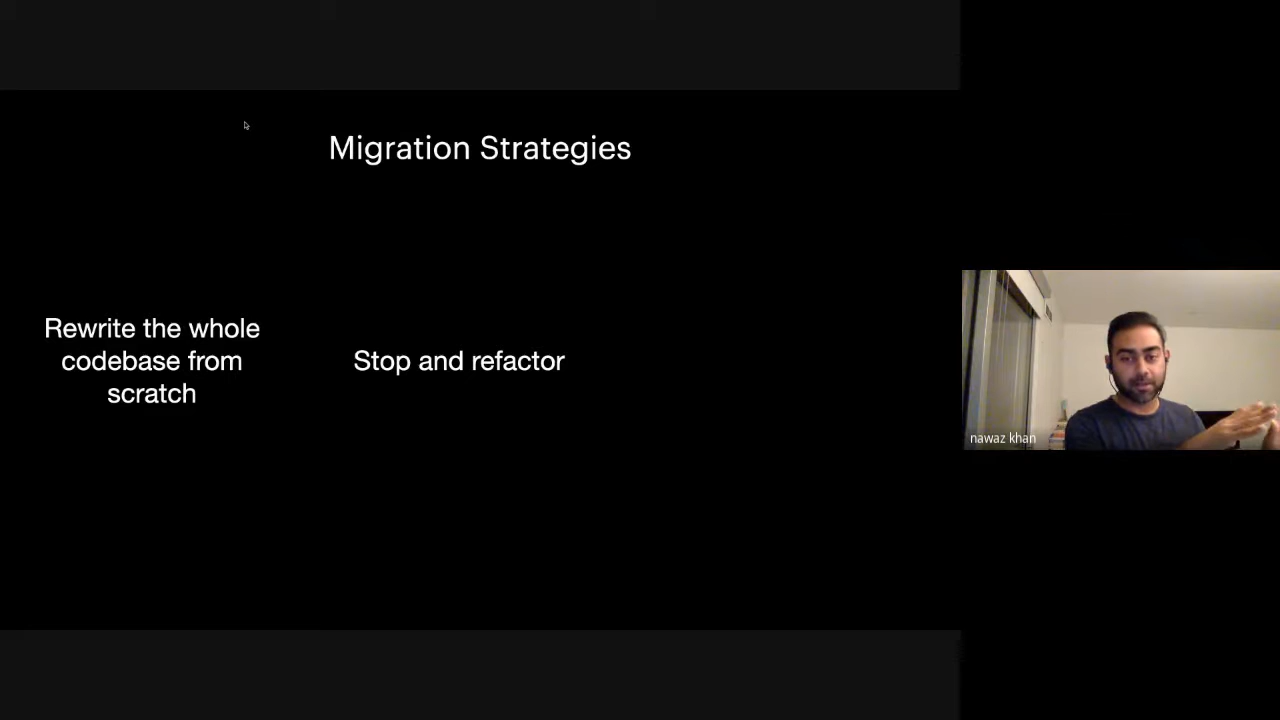 Migration Strategies
Rewrite the whole
codebase from
scratch
Stop and refactor
nawaz khan